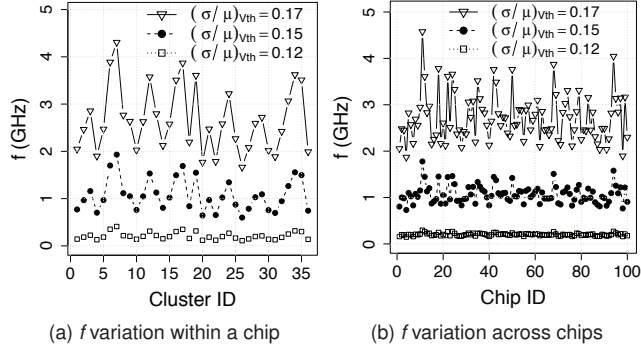 (σ/μ)Vth = 0.17
(σ/μ)Vth = 0.15
(σ/μ)Vth = 0.12
f (GHz)
5
4
3
2
1
0
0 5 10 15 20 25 30 35
Cluster ID
(a) f variation within a chip
(σ/μ)Vth = 0.17
(σ/μ)Vth = 0.15
(σ/μ)Vth = 0.12
f (GHz)
5
4
3
2
1
0
0 20 40 60 80 100
Chip ID
(b) f variation across chips